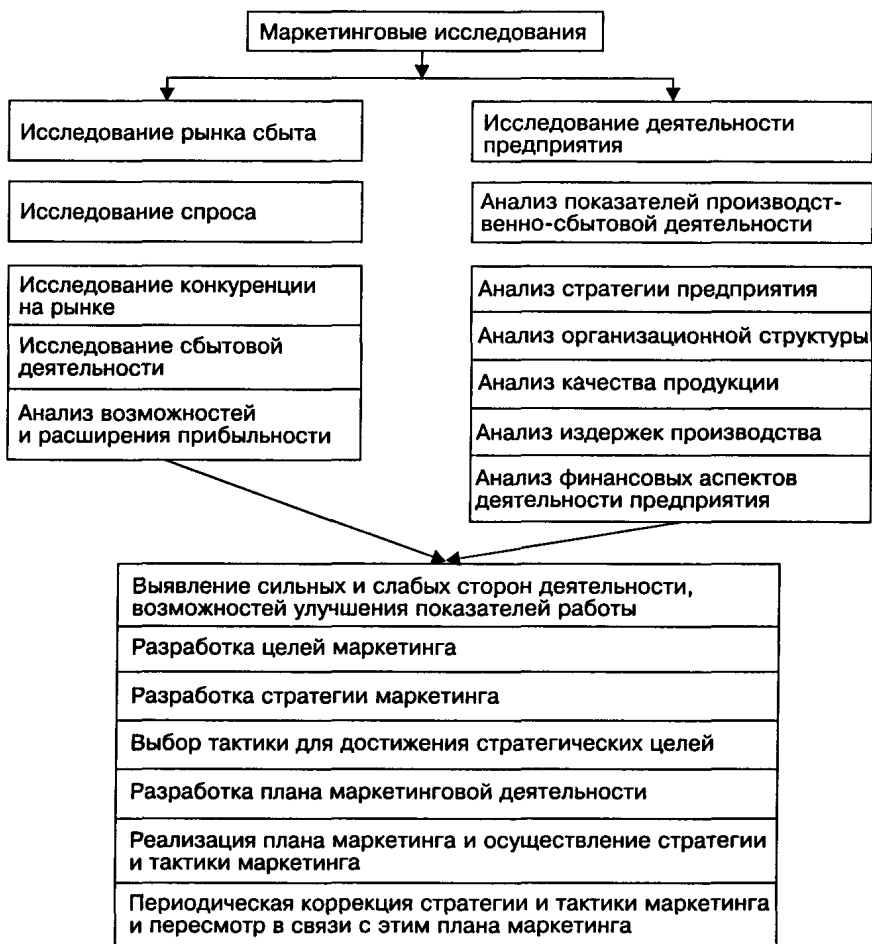 Маркетинговые исследования
Исследование рынка сбыта
Исследование спроса
Исследование конкуренции
на рынке
Исследование сбытовой
деятельности
Анализ возможностей
и расширения прибыльности
Исследование деятельности
предприятия
Анализ показателей производст-
венно-сбытовой деятельности
Анализ стратегии предприятия
Анализ организационной структуры
Анализ качества продукции
Анализ издержек производства
Анализ финансовых аспектов
деятельности предприятия
Выявление сильных и слабых сторон деятельности,
возможностей улучшения показателей работы
Разработка целей маркетинга
Разработка стратегии маркетинга
Выбор тактики для достижения стратегических целей
Разработка плана маркетинговой деятельности
Реализация плана маркетинга и осуществление стратегии
и тактики маркетинга
Периодическая коррекция стратегии и тактики маркетинга
и пересмотр в связи с этим плана маркетинга